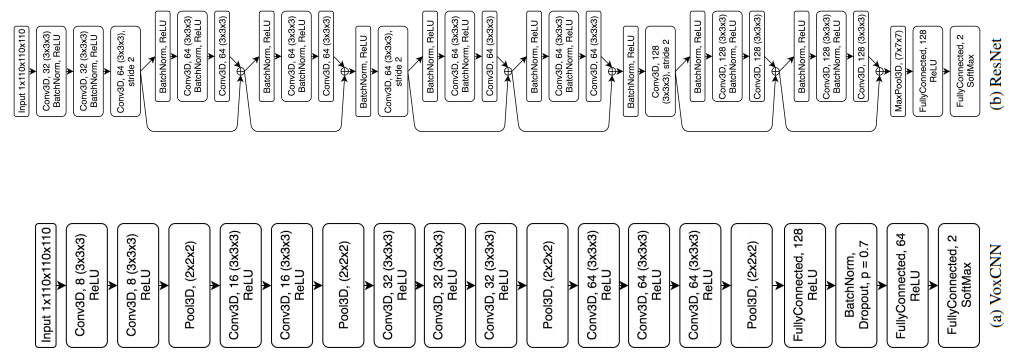 Input 1x110x110x110
Conv3D, 8 (3x3x3)
ReLU
Conv3D, 8 (3x3x3)
ReLU
Pool3D, (2x2x2)
Conv3D, 16 (3x3x3)
ReLU
Conv3D, 16 (3x3x3)
ReLU
Pool3D, (2x2x2)
Conv3D, 32 (3x3x3)
ReLU
Conv3D, 32 (3x3x3)
ReLU
Conv3D, 32 (3x3x3)
ReLU
Pool3D, (2x2x2)
Conv3D, 64 (3x3x3)
ReLU
Conv3D, 64 (3x3x3)
ReLU
Conv3D, 64 (3x3x3)
ReLU
Pool3D, (2x2x2)
FullyConnected, 128
ReLU
BatchNorm,
Dropout, p = 0.7
FullyConnected, 64
ReLU
FullyConnected, 2
SoftMax
(a) VoxCNN
Input 1x110x110x110
Conv3D, 32 (3x3x3)
BatchNorm, ReLU
Conv3D, 32 (3x3x3)
BatchNorm, ReLU
Conv3D, 64 (3x3x3),
stride 2
BatchNorm, ReLU
Conv3D, 64 (3x3x3)
BatchNorm, ReLU
Conv3D, 64 (3x3x3)
BatchNorm, ReLU
Conv3D, 64 (3x3x3)
BatchNorm, ReLU
Conv3D, 64 (3x3x3)
BatchNorm, ReLU
Conv3D, 64 (3x3x3),
stride 2
BatchNorm, ReLU
Conv3D, 64 (3x3x3)
BatchNorm, ReLU
Conv3D, 64 (3x3x3)
BatchNorm, ReLU
Conv3D, 64 (3x3x3)
BatchNorm, ReLU
Conv3D, 64 (3x3x3)
BatchNorm, ReLU
Conv3D, 128
(3x3x3), stride 2
BatchNorm, ReLU
Conv3D, 128 (3x3x3)
BatchNorm, ReLU
Conv3D, 128 (3x3x3)
BatchNorm, ReLU
Conv3D, 128 (3x3x3)
BatchNorm, ReLU
Conv3D, 128 (3x3x3)
MaxPool3D, (7x7x7)
FullyConnected, 128
ReLU
FullyConnected, 2
SoftMax
(b) ResNet